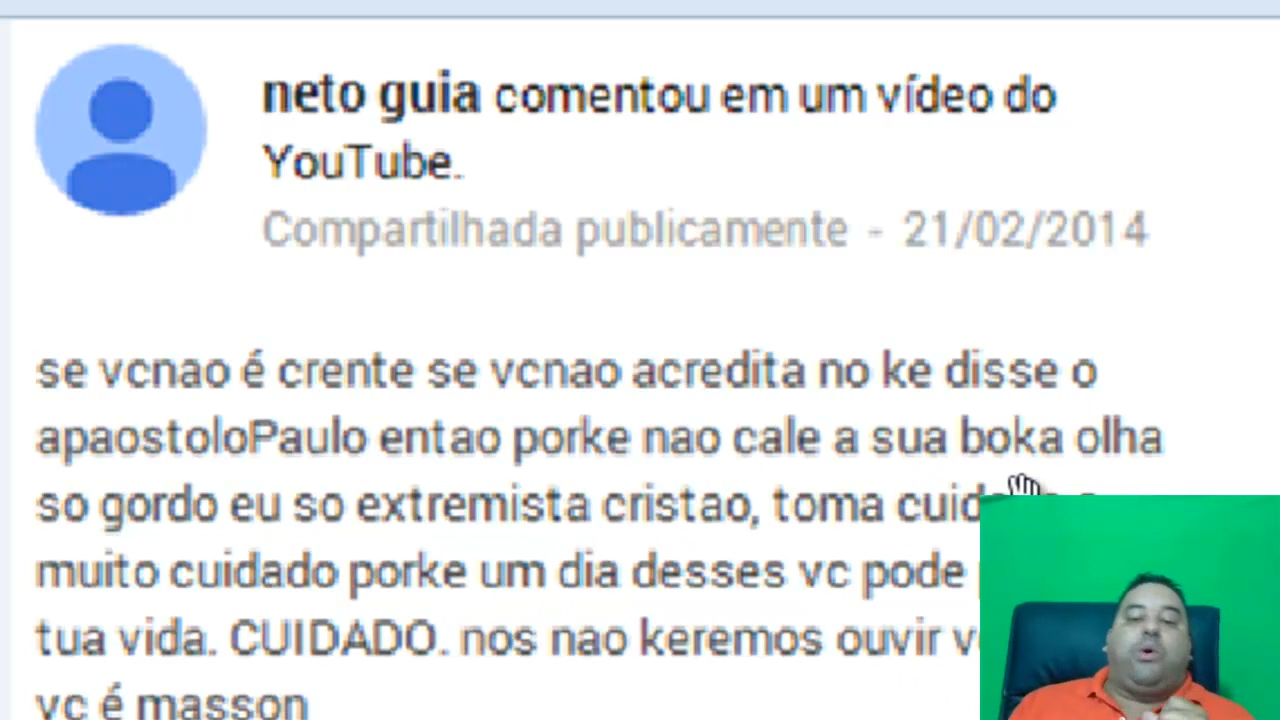 neto guia comentou em um vídeo do
YouTube.
Compartilhada publicamente - 21/02/2014
se vcnao é crente se vcnao acredita no ke disse o
apaostoloPaulo entao porke nao cale a sua boka olha
so gordo eu so extremista cristao, toma
muito cuidado porke um dia desses vc pode
tua vida. CUIDADO. nos nao keremos ouvir
vc é masson